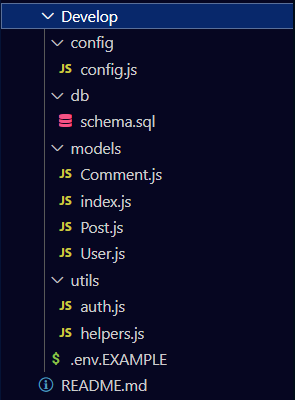 Develop
config
JS config.js
db
schema.sql
models
JS Comment.js
JS index.js
JS Post.js
JS User.js
utils
JS auth.js
JS helpers.js
$ .env.EXAMPLE
README.md